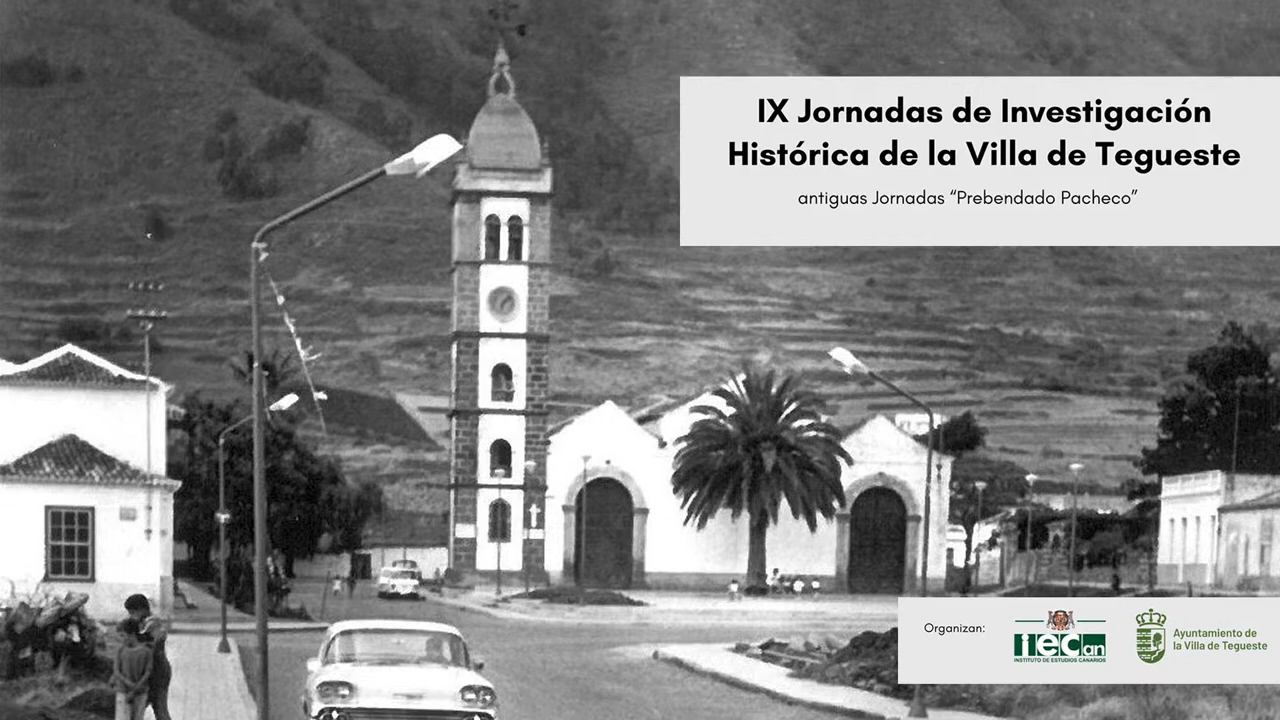 IX Jornadas de Investigación
Histórica de la Villa de Tegueste
antiguas Jornadas “Prebendado Pacheco”
Organizan:
iECan
INSTITUTO DE ESTUDIOS CANARIOS
Ayuntamiento de
la Villa de Tegueste